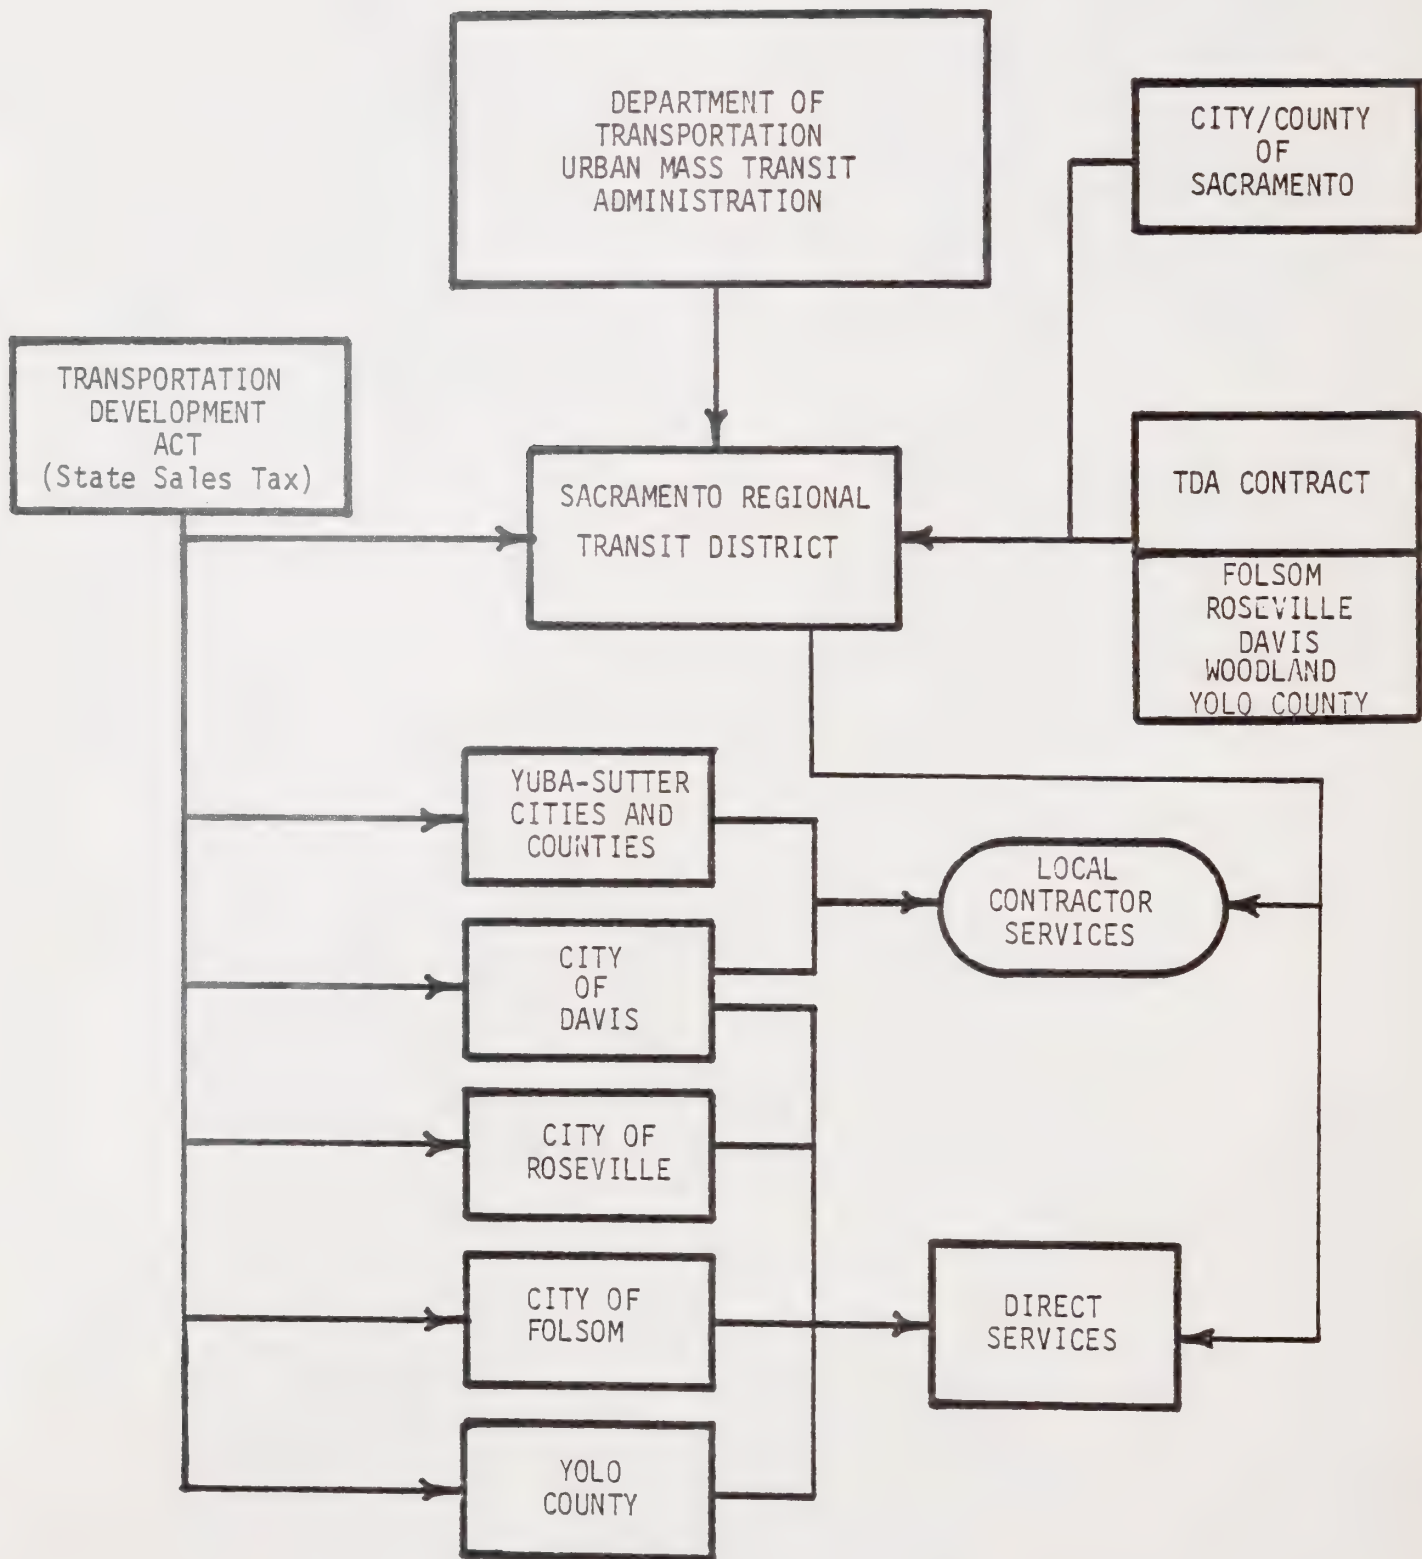 DEPARTMENT OF
TRANSPORTATION
URBAN MASS TRANSIT
ADMINISTRATION
CITY/COUNTY
OF
SACRAMENTO
TRANSPORTATION
DEVELOPMENT
ACT
(State Sales Tax)
SACRAMENTO REGIONAL
TRANSIT DISTRICT
TDA CONTRACT
FOLSOM
ROSEVILLE
DAVIS
WOODLAND
YOLO COUNTY
YUBA-SUTTER
CITIES AND
COUNTIES
LOCAL
CONTRACTOR
SERVICES
CITY
OF
DAVIS
CITY OF
ROSEVILLE
CITY OF
FOLSOM
DIRECT
SERVICES
YOLO
COUNTY